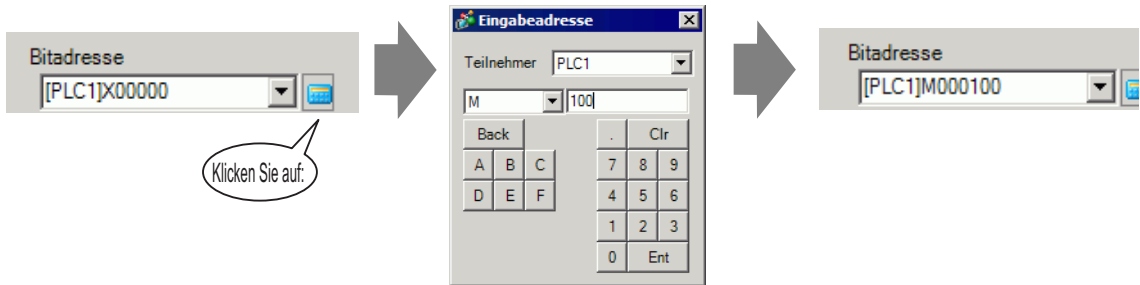 Bitadresse
[PLC1]X00000
Klicken Sie auf:
Eingabeadresse
Teilnehmer PLC1
M 100
Back . Clr
A B C 7 8 9
D E F 4 5 6
1 2 3
0 Ent
Bitadresse
[PLC1]M000100